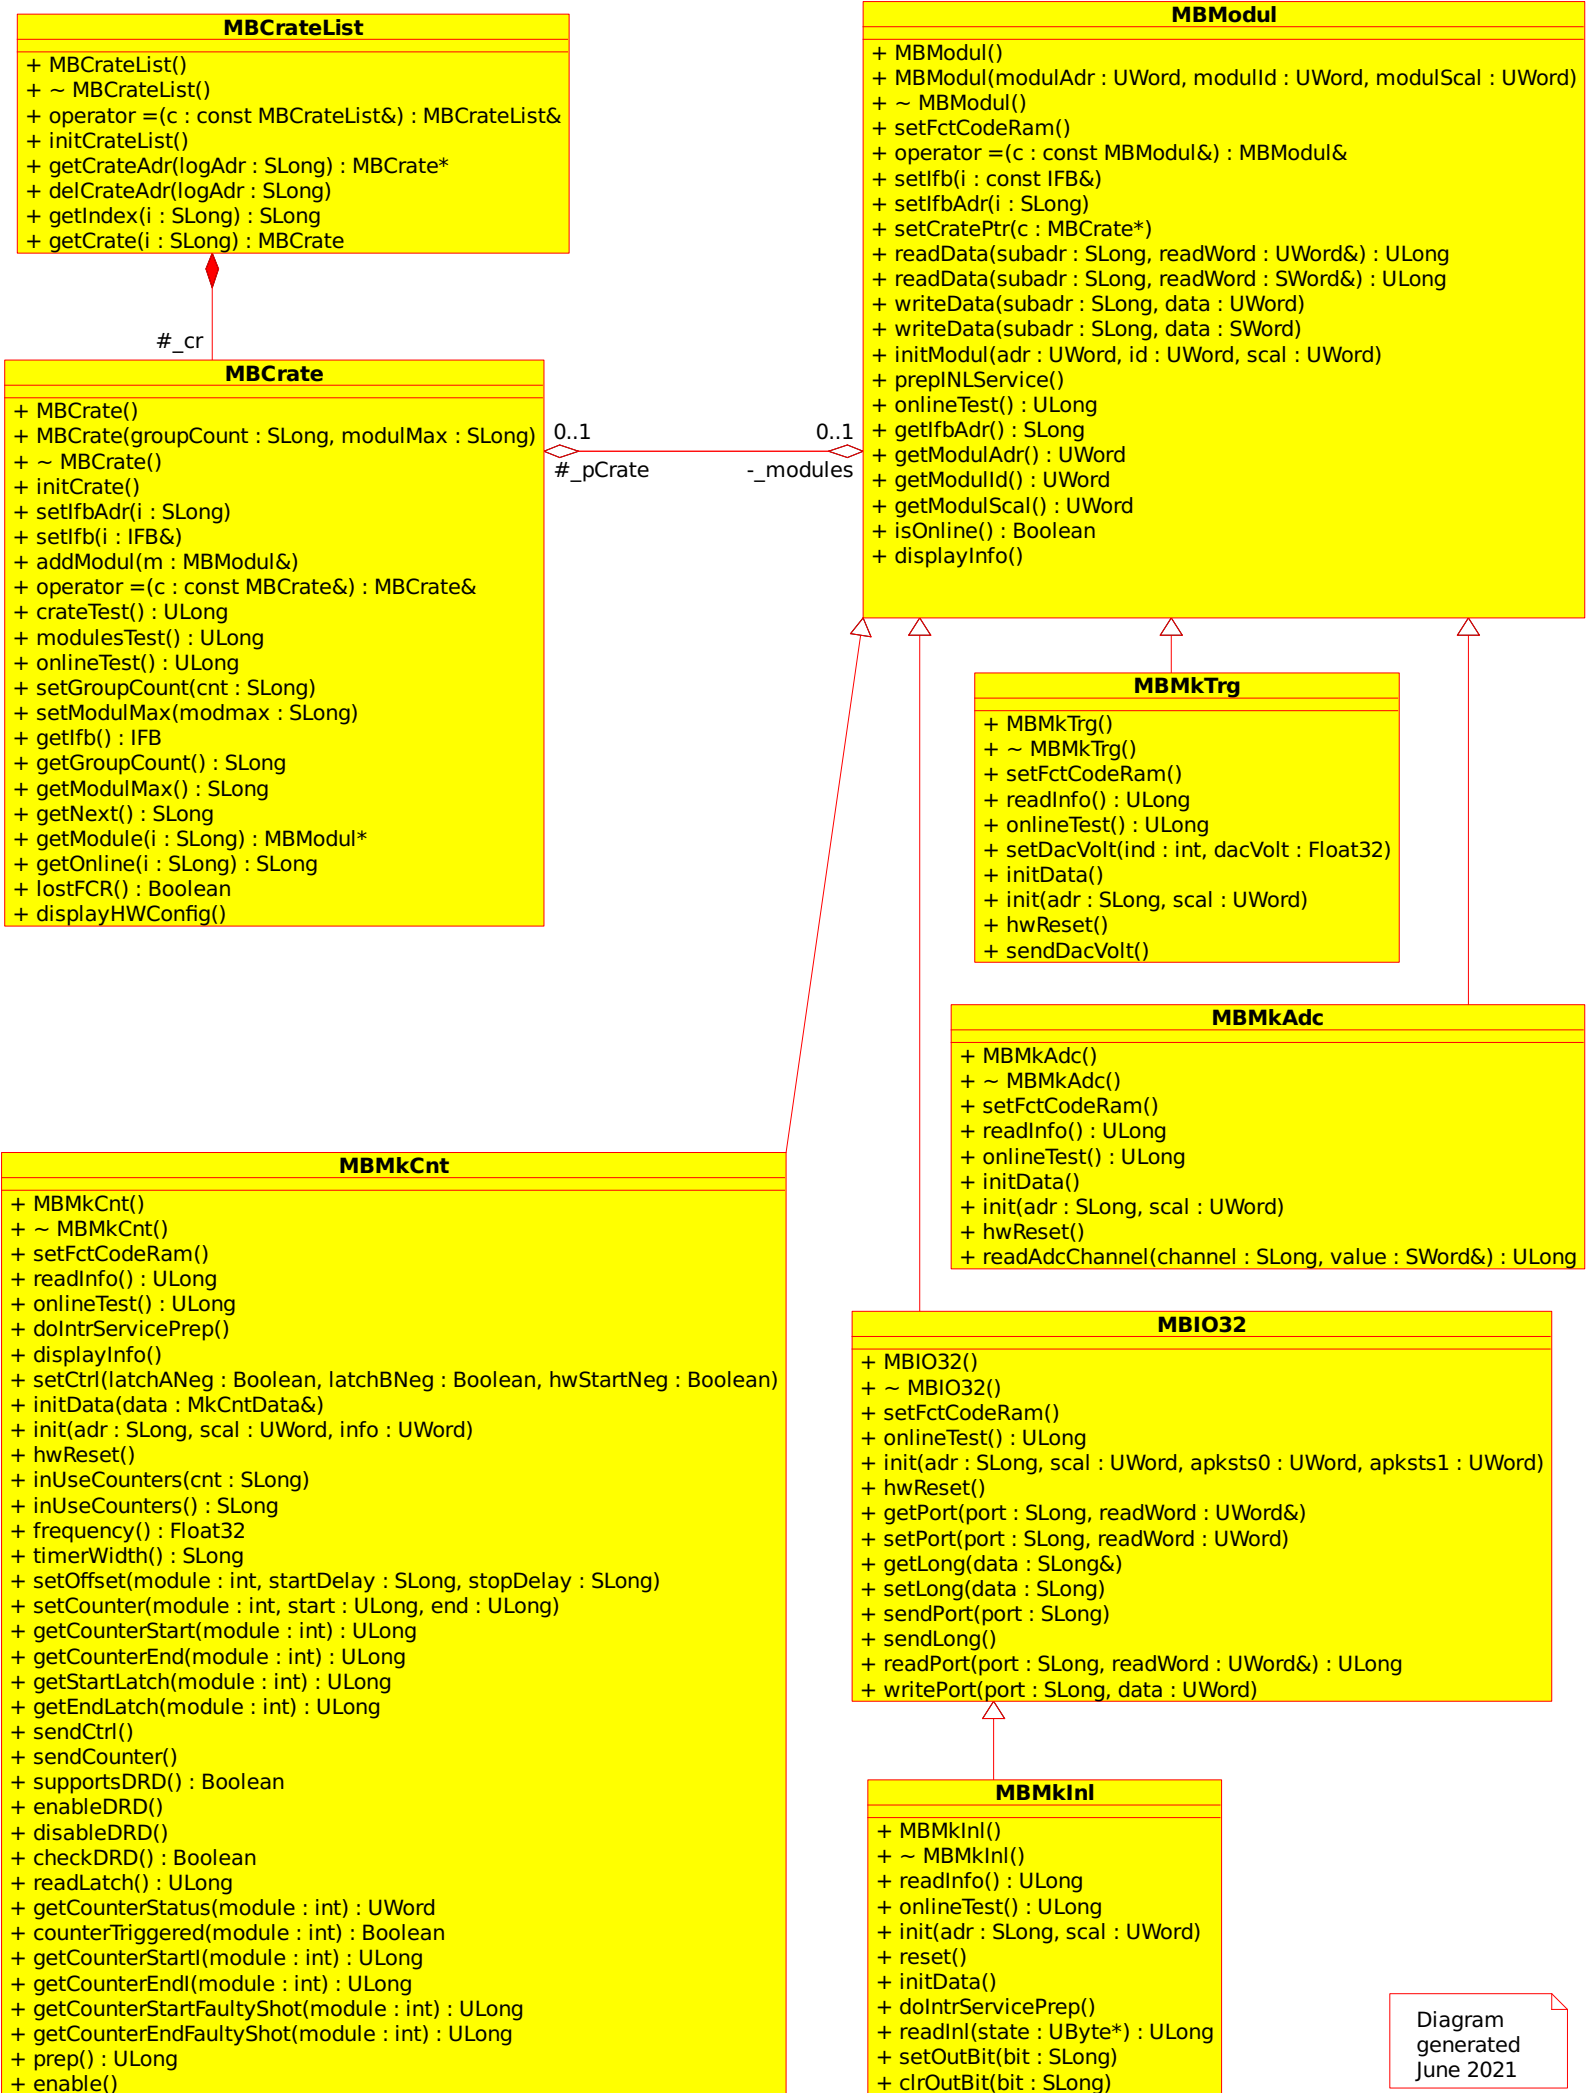 MBCrateList
+ MBCrateList()
+ ~ MBCrateList()
+ operator =(c : const MBCrateList&) : MBCrateList&
+ initCrateList()
+ getCrateAdr(logAdr : SLong) : MBCrate*
+ delCrateAdr(logAdr : SLong)
+ getIndex(i : SLong) : SLong
+ getCrate(i : SLong) : MBCrate
#_cr
MBCrate
+ MBCrate()
+ MBCrate(groupCount : SLong, modulMax : SLong)
+ ~ MBCrate()
+ initCrate()
+ setIfbAdr(i : SLong)
+ setIfb(i : IFB&)
+ addModul(m : MBModul&)
+ operator =(c : const MBCrate&) : MBCrate&
+ crateTest() : ULong
+ modulesTest() : ULong
+ onlineTest() : ULong
+ setGroupCount(cnt : SLong)
+ setModulMax(modmax : SLong)
+ getIfb() : IFB
+ getGroupCount() : SLong
+ getModulMax() : SLong
+ getNext() : SLong
+ getModule(i : SLong) : MBModul*
+ getOnline(i : SLong) : SLong
+ lostFCR() : Boolean
+ displayHWConfig()
0..1
0..1
#_pCrate
-_modules
MBModul
+ MBModul()
+ MBModul(modulAdr : UWord, modulId : UWord, modulScal : UWord)
+ ~ MBModul()
+ setFctCodeRam()
+ operator =(c : const MBModul&) : MBModul&
+ setIfb(i : const IFB&)
+ setIfbAdr(i : SLong)
+ setCratePtr(c : MBCrate*)
+ readData(subadr : SLong, readWord : UWord&) : ULong
+ readData(subadr : SLong, readWord : SWord&) : ULong
+ writeData(subadr : SLong, data : UWord)
+ writeData(subadr : SLong, data : SWord)
+ initModul(adr : UWord, id : UWord, scal : UWord)
+ prepINLService()
+ onlineTest() : ULong
+ getIfbAdr() : SLong
+ getModulAdr() : UWord
+ getModulId() : UWord
+ getModulScal() : UWord
+ isOnline() : Boolean
+ displayInfo()
MBMkTrg
+ MBMkTrg()
+ ~ MBMkTrg()
+ setFctCodeRam()
+ readInfo() : ULong
+ onlineTest() : ULong
+ setDacVolt(ind : int, dacVolt : Float32)
+ initData()
+ init(adr : SLong, scal : UWord)
+ hwReset()
+ sendDacVolt()
MBMkAdc
+ MBMkAdc()
+ ~ MBMkAdc()
+ setFctCodeRam()
+ readInfo() : ULong
+ onlineTest() : ULong
+ initData()
+ init(adr : SLong, scal : UWord)
+ hwReset()
+ readAdcChannel(channel : SLong, value : SWord&) : ULong
MBMkCnt
+ MBMkCnt()
+ ~ MBMkCnt()
+ setFctCodeRam()
+ readInfo() : ULong
+ onlineTest() : ULong
+ doIntrServicePrep()
+ displayInfo()
+ setCtrl(latchANeg : Boolean, latchBNeg : Boolean, hwStartNeg : Boolean)
+ initData(data : MkCntData&)
+ init(adr : SLong, scal : UWord, info : UWord)
+ hwReset()
+ inUseCounters(cnt : SLong)
+ inUseCounters() : SLong
+ frequency() : Float32
+ timerWidth() : SLong
+ setOffset(module : int, startDelay : SLong, stopDelay : SLong)
+ setCounter(module : int, start : ULong, end : ULong)
+ getCounterStart(module : int) : ULong
+ getCounterEnd(module : int) : ULong
+ getStartLatch(module : int) : ULong
+ getEndLatch(module : int) : ULong
+ sendCtrl()
+ sendCounter()
+ supportsDRD() : Boolean
+ enableDRD()
+ disableDRD()
+ checkDRD() : Boolean
+ readLatch() : ULong
+ getCounterStatus(module : int) : UWord
+ counterTriggered(module : int) : Boolean
+ getCounterStartI(module : int) : ULong
+ getCounterEndI(module : int) : ULong
+ getCounterStartFaultyShot(module : int) : ULong
+ getCounterEndFaultyShot(module : int) : ULong
+ prep() : ULong
+ enable()
MBIO32
+ MBIO32()
+ ~ MBIO32()
+ setFctCodeRam()
+ onlineTest() : ULong
+ init(adr : SLong, scal : UWord, apksts0 : UWord, apksts1 : UWord)
+ hwReset()
+ getPort(port : SLong, readWord : UWord&)
+ setPort(port : SLong, readWord : UWord)
+ getLong(data : SLong&)
+ setLong(data : SLong)
+ sendPort(port : SLong)
+ sendLong()
+ readPort(port : SLong, readWord : UWord&) : ULong
+ writePort(port : SLong, data : UWord)
MBMkInl
+ MBMkInl()
+ ~ MBMkInl()
+ readInfo() : ULong
+ onlineTest() : ULong
+ init(adr : SLong, scal : UWord)
+ reset()
+ initData()
+ doIntrServicePrep()
+ readInl(state : UByte*) : ULong
+ setOutBit(bit : SLong)
+ clrOutBit(bit : SLong)
Diagram
generated
June 2021